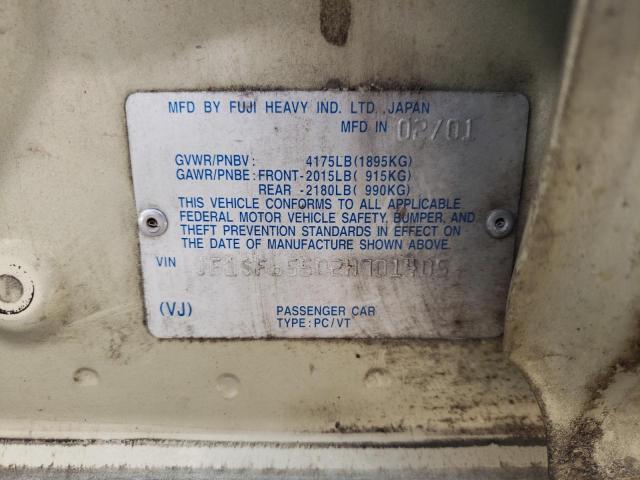 MFD BY FUJI HEAVY IND. LTD. JAPAN
MFD IN 02/01
GVWR/PNBV: 4175LB(1895KG)
GAWR/PNBE: FRONT-2015LB( 915KG)
REAR -2180LB( 990KG)
THIS VEHICLE CONFORMS TO ALL APPLICABLE
FEDERAL MOTOR VEHICLE SAFETY, BUMPER, AND
THEFT PREVENTION STANDARDS IN EFFECT ON
THE DATE OF MANUFACTURE SHOWN ABOVE.
VIN
(VJ) PASSENGER CAR
TYPE: PC/VT